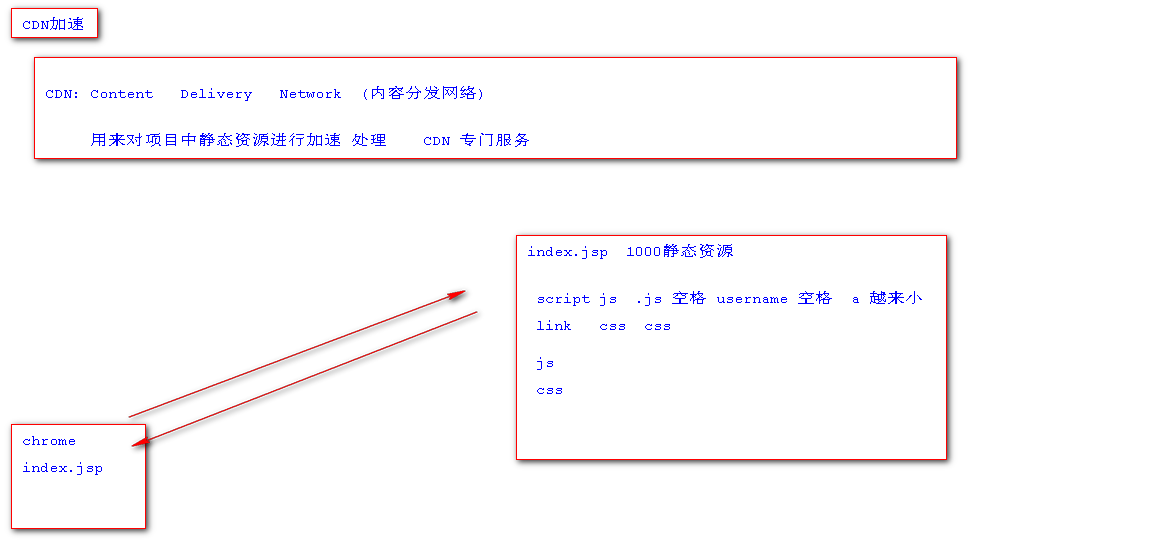 CDN加速
CDN: Content Delivery Network (内容分发网络)
用来对项目中静态资源进行加速 处理 CDN 专门服务
index.jsp 1000静态资源
script js .js 空格 username 空格 a 越来小
link css css
js
css
chrome
index.jsp